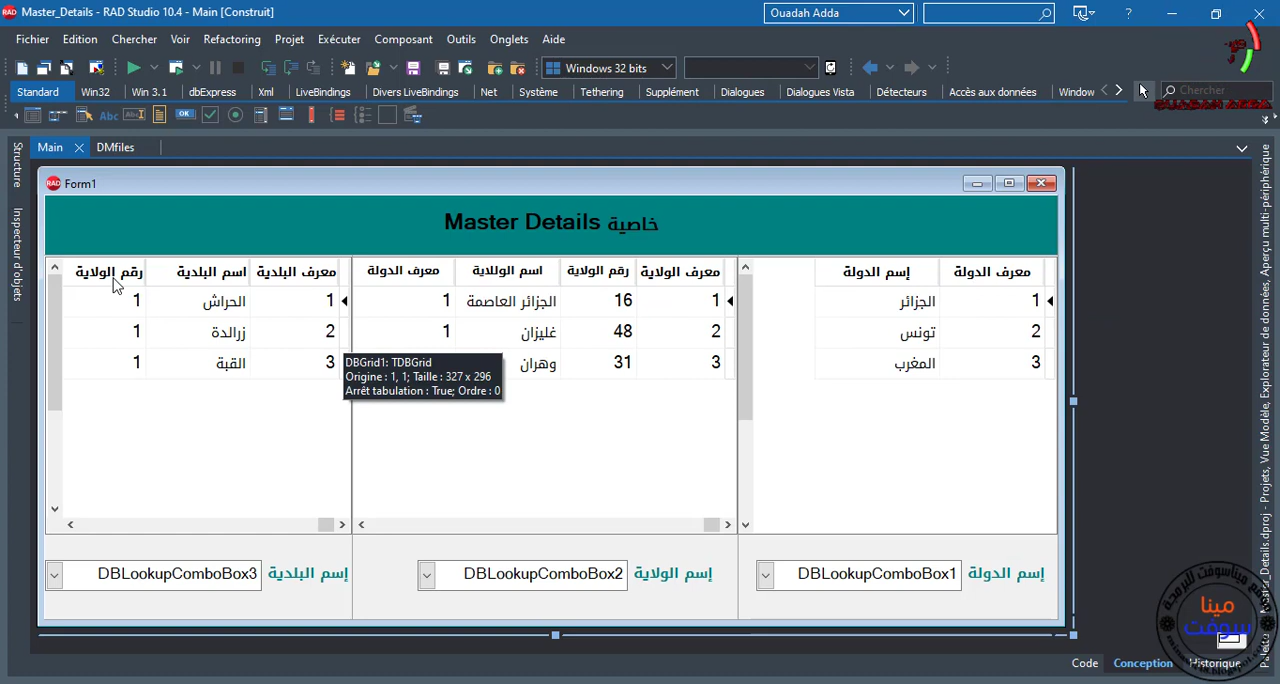 Master_Details - RAD Studio 10.4 - Main [Construit]
Ouadah Adda
Fichier Edition Chercher Voir Refactoring Projet Exécuter Composant Outils Onglets Aide
Windows 32 bits
Standard Win32 Win 3.1 dbExpress Xml LiveBindings Divers LiveBindings Net Système Tethering Supplément Dialogues Dialogues Vista Détecteurs Accès aux données Window
Chercher
Abc
OK
Main DMfiles
Structure
Inspecteur d'objets
Form1
خاصية Master Details
معرف الدولة إسم الدولة
1 الجزائر
2 تونس
3 المغرب
معرف الولاية رقم الولاية اسم الوللاية معرف الدولة
1 16 الجزائر العاصمة 1
2 48 غليزان 1
3 31 وهران
معرف البلدية اسم البلدية رقم الولاية
1 الحراش 1
2 زرالدة 1
3 القبة 1
DBGrid1: TDBGrid
Origine : 1, 1; Taille : 327 x 296
Arrêt tabulation : True; Ordre : 0
إسم الدولة DBLookupComboBox1
إسم الولاية DBLookupComboBox2
إسم البلدية DBLookupComboBox3
Master_Details.dproj - Projets, Vue Modèle, Explorateur de données, Aperçu multi-périphérique
Palette
Code Conception Historique
مينا
سوفت